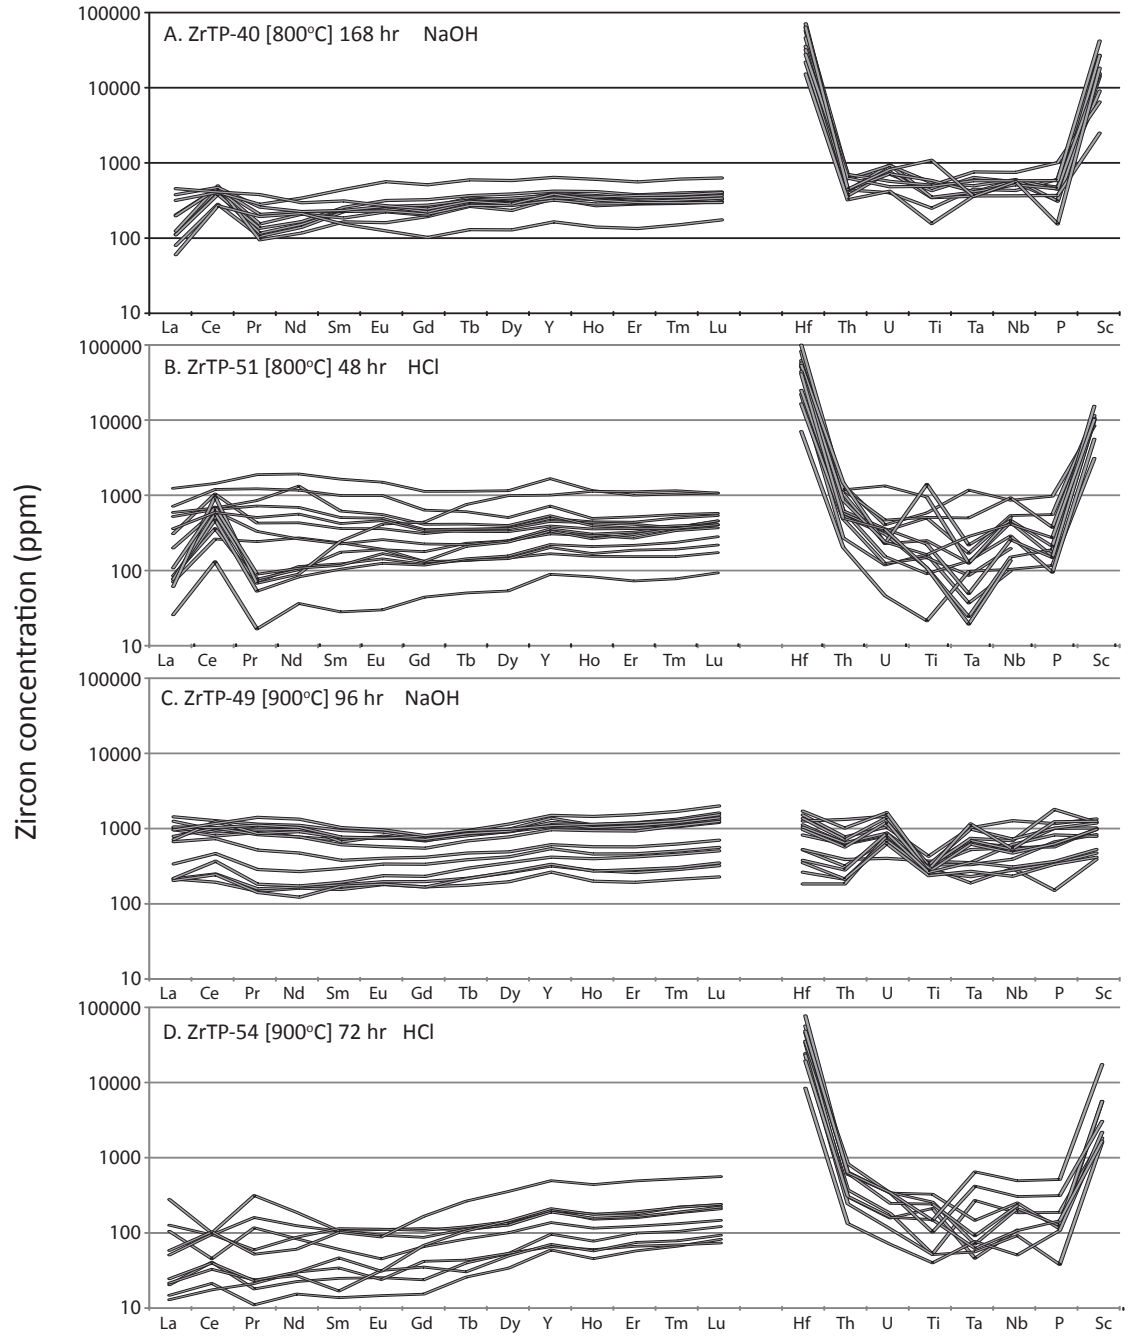 Zircon concentration (ppm)
A. ZrTP-40 [800°C] 168 hr NaOH
100000
10000
1000
100
10
La Ce Pr Nd Sm Eu Gd Tb Dy Y Ho Er Tm Lu Hf Th U Ti Ta Nb P Sc
B. ZrTP-51 [800°C] 48 hr HCl
100000
10000
1000
100
10
La Ce Pr Nd Sm Eu Gd Tb Dy Y Ho Er Tm Lu Hf Th U Ti Ta Nb P Sc
C. ZrTP-49 [900°C] 96 hr NaOH
100000
10000
1000
100
10
La Ce Pr Nd Sm Eu Gd Tb Dy Y Ho Er Tm Lu Hf Th U Ti Ta Nb P Sc
D. ZrTP-54 [900°C] 72 hr HCl
100000
10000
1000
100
10
La Ce Pr Nd Sm Eu Gd Tb Dy Y Ho Er Tm Lu Hf Th U Ti Ta Nb P Sc